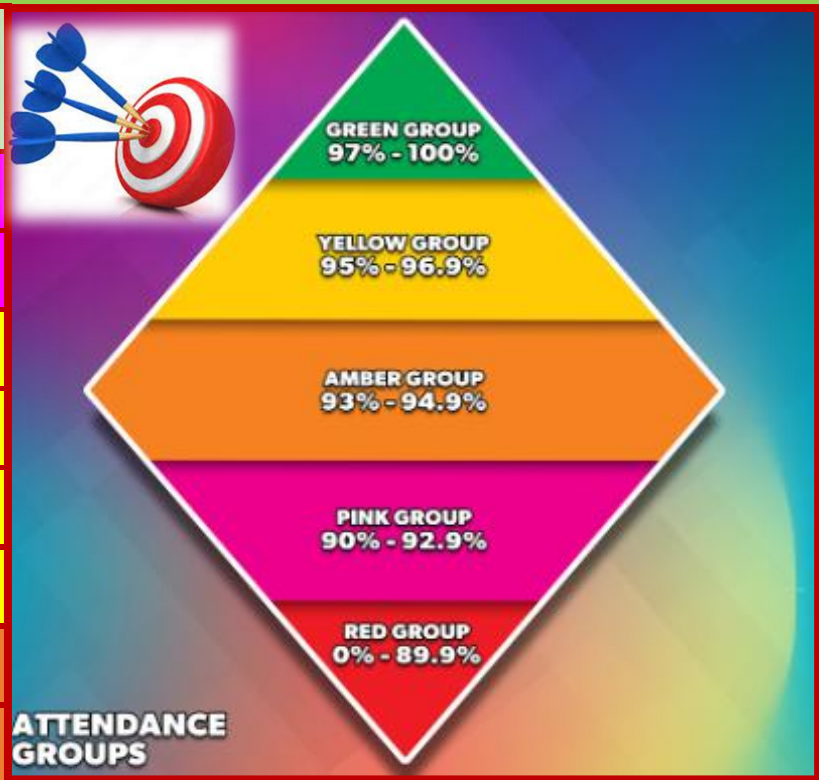 GREEN GROUP
97% - 100%
YELLOW GROUP
95% - 96.9%
AMBER GROUP
93% - 94.9%
PINK GROUP
90% - 92.9%
RED GROUP
0% - 89.9%
ATTENDANCE
GROUPS